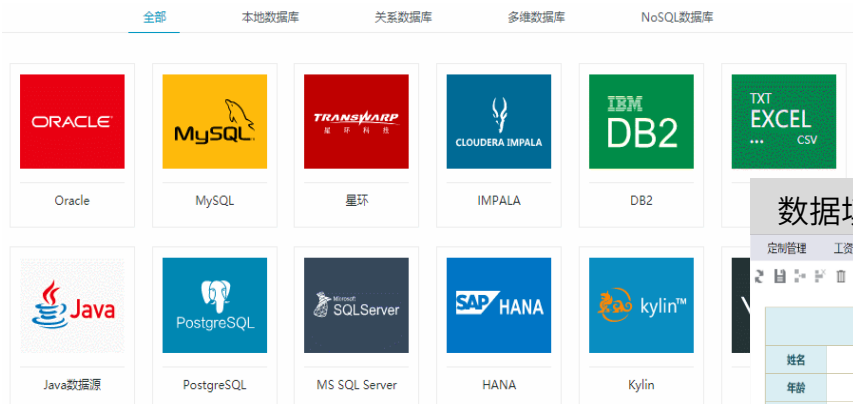 全部 本地数据库 关系数据库 多维数据库 NoSQL数据库
ORACLE
MySQL
TRANSWARP
星环科技
CLOUDERA IMPALA
IBM
DB2
TXT
EXCEL
... CSV
Oracle MySQL 星环 IMPALA DB2
数据
定制管理 工资
Java
PostgreSQL
Microsoft
SQLServer
SAP HANA
kylin™
姓名
年龄
Java数据源 PostgreSQL MS SQL Server HANA Kylin